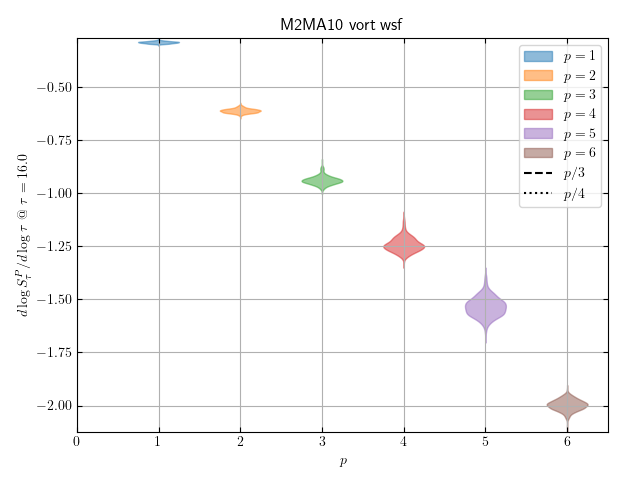 M2MA10 vort wsf
d log S_τ^P / d log τ @ τ = 16.0
−0.50
−0.75
−1.00
−1.25
−1.50
−1.75
−2.00
p = 1
p = 2
p = 3
p = 4
p = 5
p = 6
p/3
p/4
0 1 2 3 4 5 6
p